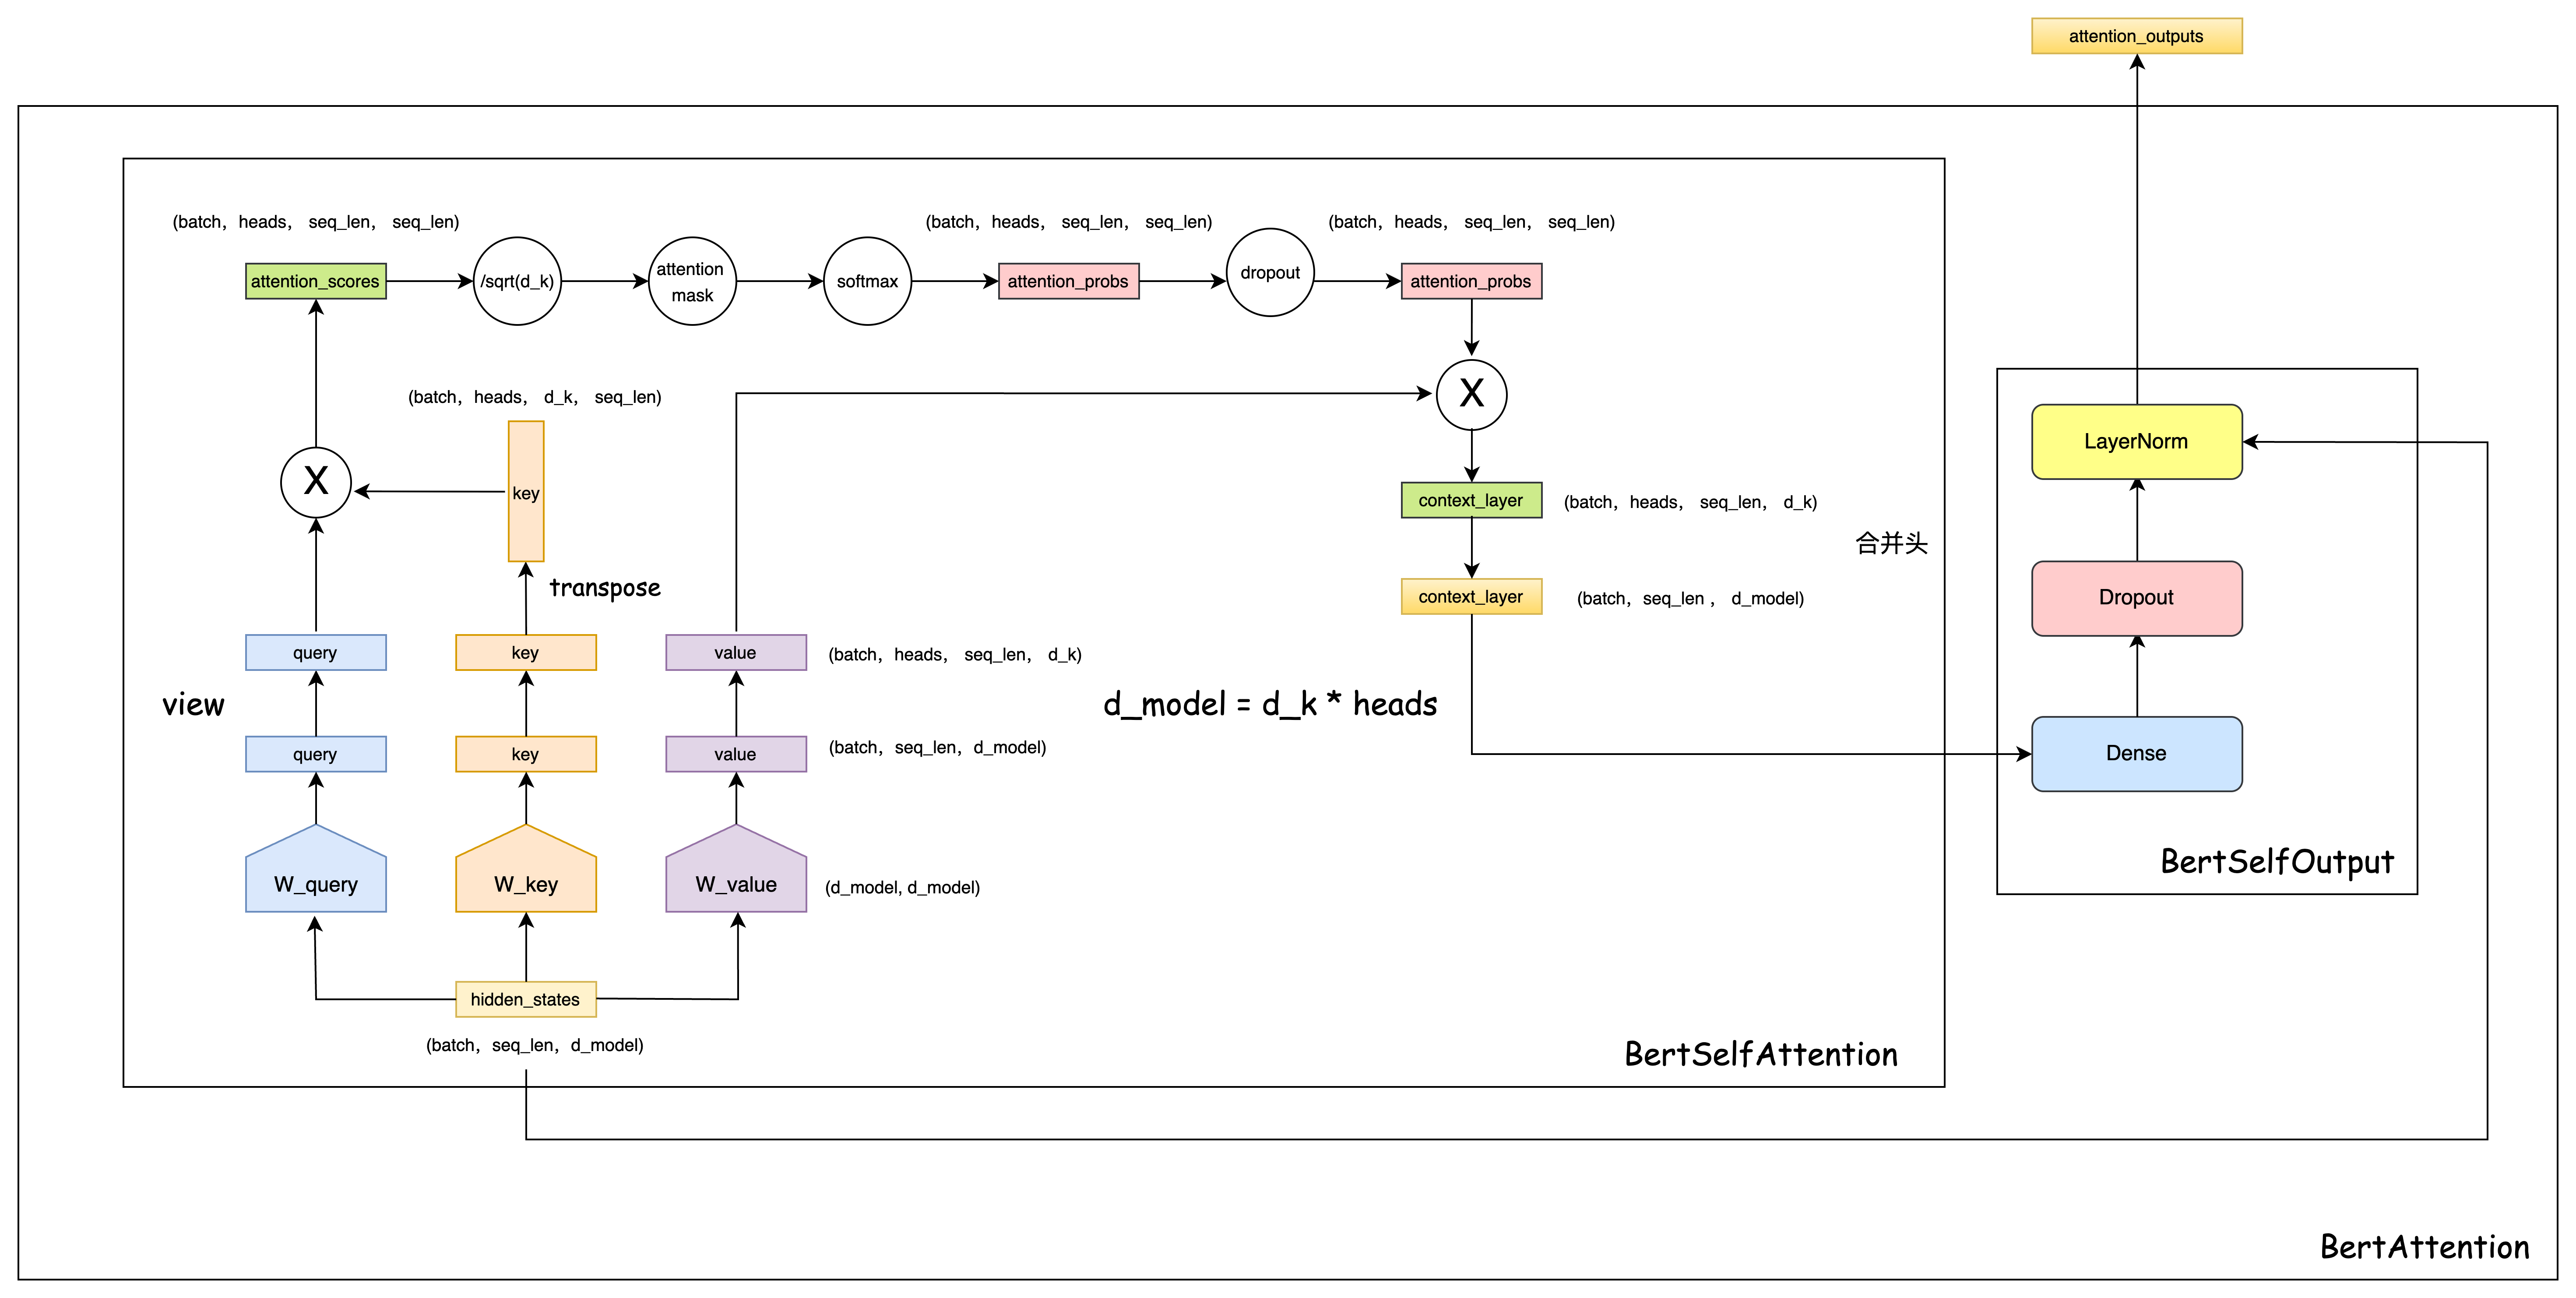 attention_outputs
(batch, heads, seq_len, seq_len)
(batch, heads, seq_len, seq_len)
(batch, heads, seq_len, seq_len)
attention_scores
/sqrt(d_k)
attention
mask
softmax
attention_probs
dropout
attention_probs
(batch, heads, d_k, seq_len)
X
LayerNorm
X
key
context_layer
(batch, heads, seq_len, d_k)
合并头
transpose
context_layer
(batch, seq_len , d_model)
Dropout
query
key
value
(batch, heads, seq_len, d_k)
view
d_model = d_k * heads
query
key
value
(batch, seq_len, d_model)
Dense
W_query
W_key
W_value
(d_model, d_model)
BertSelfOutput
hidden_states
(batch, seq_len, d_model)
BertSelfAttention
BertAttention